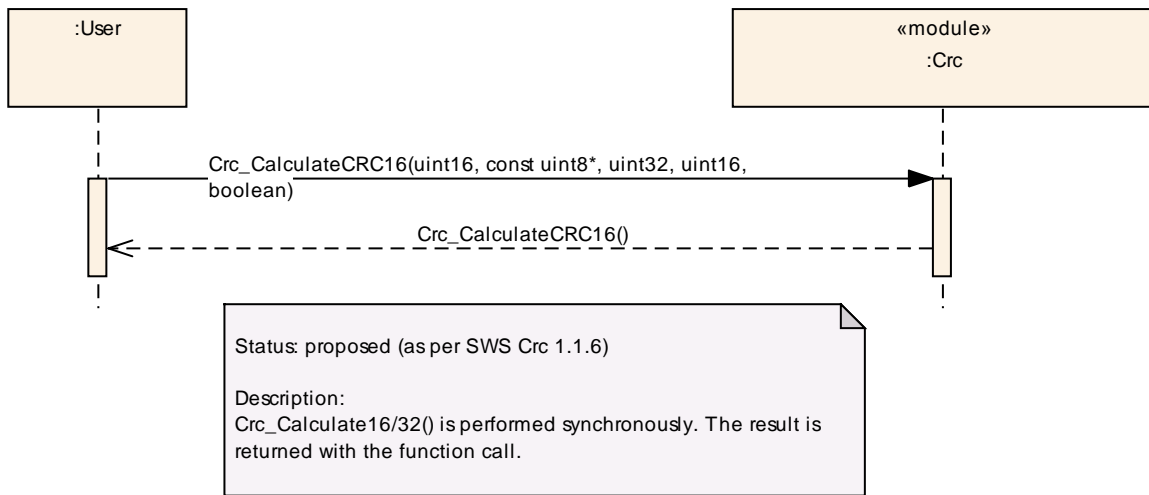 :User
«module»
:Crc
Crc_CalculateCRC16(uint16, const uint8*, uint32, uint16,
boolean)
Crc_CalculateCRC16()
Status: proposed (as per SWS Crc 1.1.6)
Description:
Crc_Calculate16/32() is performed synchronously. The result is
returned with the function call.